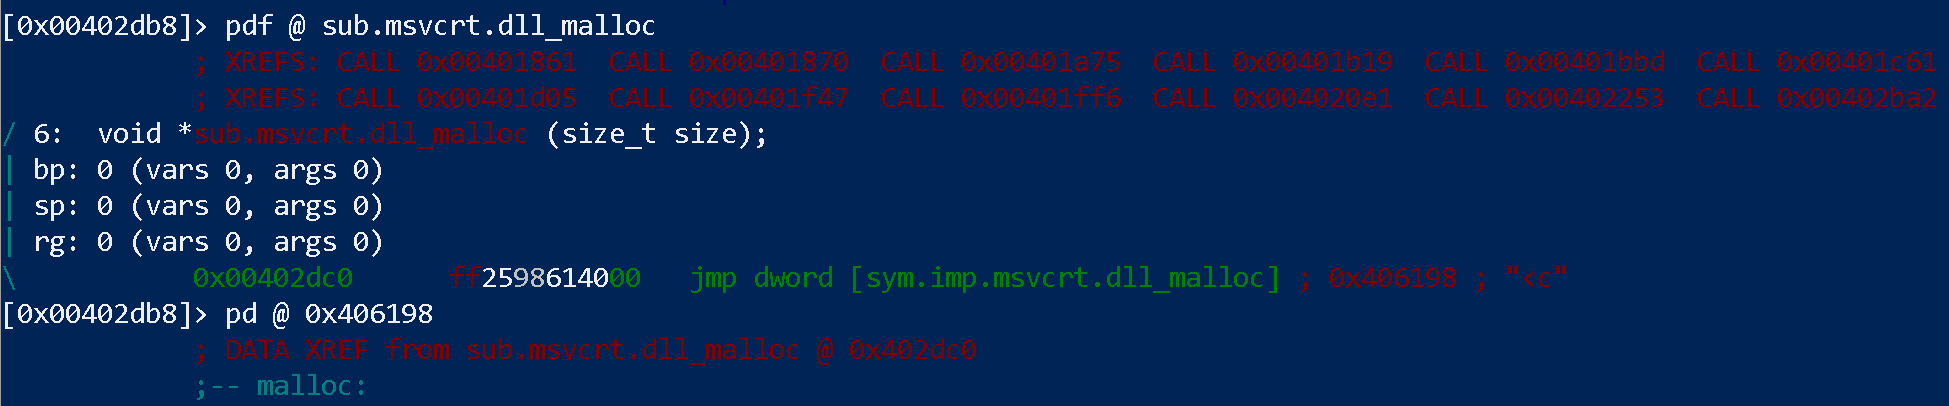 [0x00402db8]> pdf @ sub.msvcrt.dll_malloc
; XREFS: CALL 0x00401861 CALL 0x00401870 CALL 0x00401a75 CALL 0x00401b19 CALL 0x00401bbd CALL 0x00401c61
; XREFS: CALL 0x00401d05 CALL 0x00401f47 CALL 0x00401ff6 CALL 0x004020e1 CALL 0x00402253 CALL 0x00402ba2
/ 6: void *sub.msvcrt.dll_malloc (size_t size);
| bp: 0 (vars 0, args 0)
| sp: 0 (vars 0, args 0)
| rg: 0 (vars 0, args 0)
\ 0x00402dc0 ff2598614000 jmp dword [sym.imp.msvcrt.dll_malloc] ; 0x406198 ; "<c"
[0x00402db8]> pd @ 0x406198
; DATA XREF from sub.msvcrt.dll_malloc @ 0x402dc0
;-- malloc: